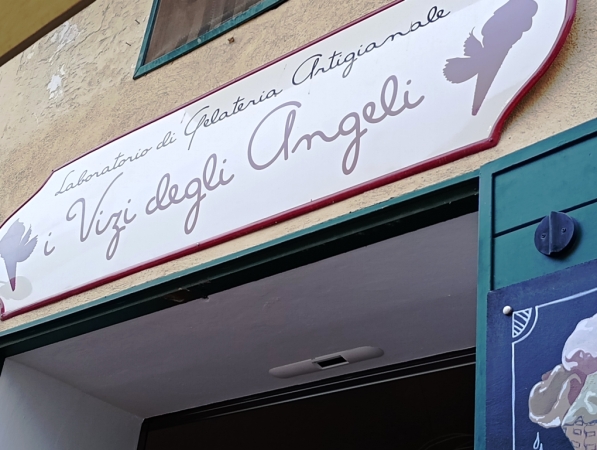 Laboratorio di Gelateria Artigianale
i Vizi degli Angeli